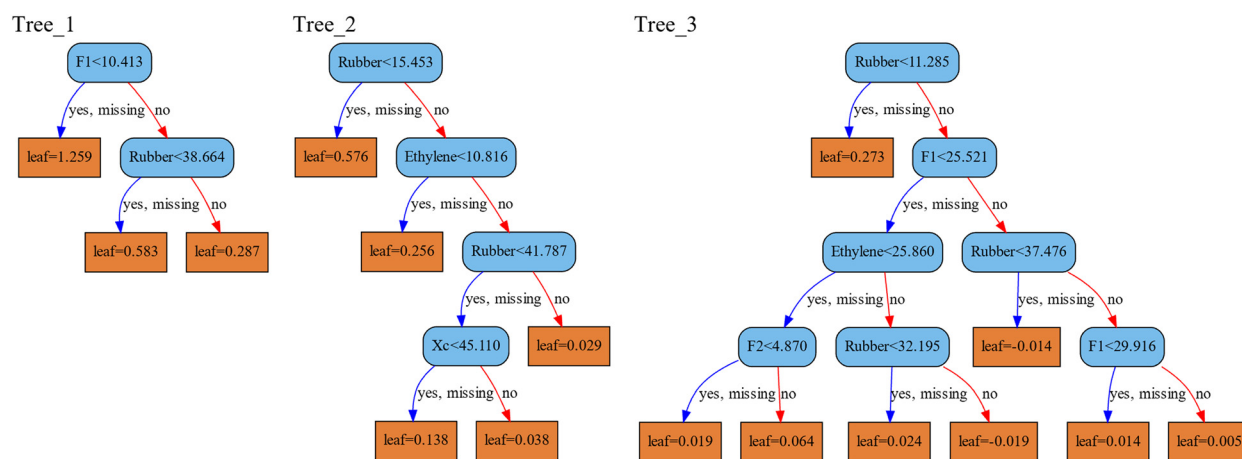 Tree_1
F1<10.413
yes, missing no
leaf=1.259
Rubber<38.664
yes, missing no
leaf=0.583
leaf=0.287
Tree_2
Rubber<15.453
yes, missing no
leaf=0.576
Ethylene<10.816
yes, missing no
leaf=0.256
Rubber<41.787
yes, missing no
Xc<45.110
leaf=0.029
yes, missing no
leaf=0.138
leaf=0.038
Tree_3
Rubber<11.285
yes, missing no
leaf=0.273
F1<25.521
yes, missing no
Ethylene<25.860
Rubber<37.476
yes, missing no
yes, missing no
F2<4.870
Rubber<32.195
leaf=-0.014
F1<29.916
yes, missing no
yes, missing no
yes, missing no
leaf=0.019
leaf=0.064
leaf=0.024
leaf=-0.019
leaf=0.014
leaf=0.005